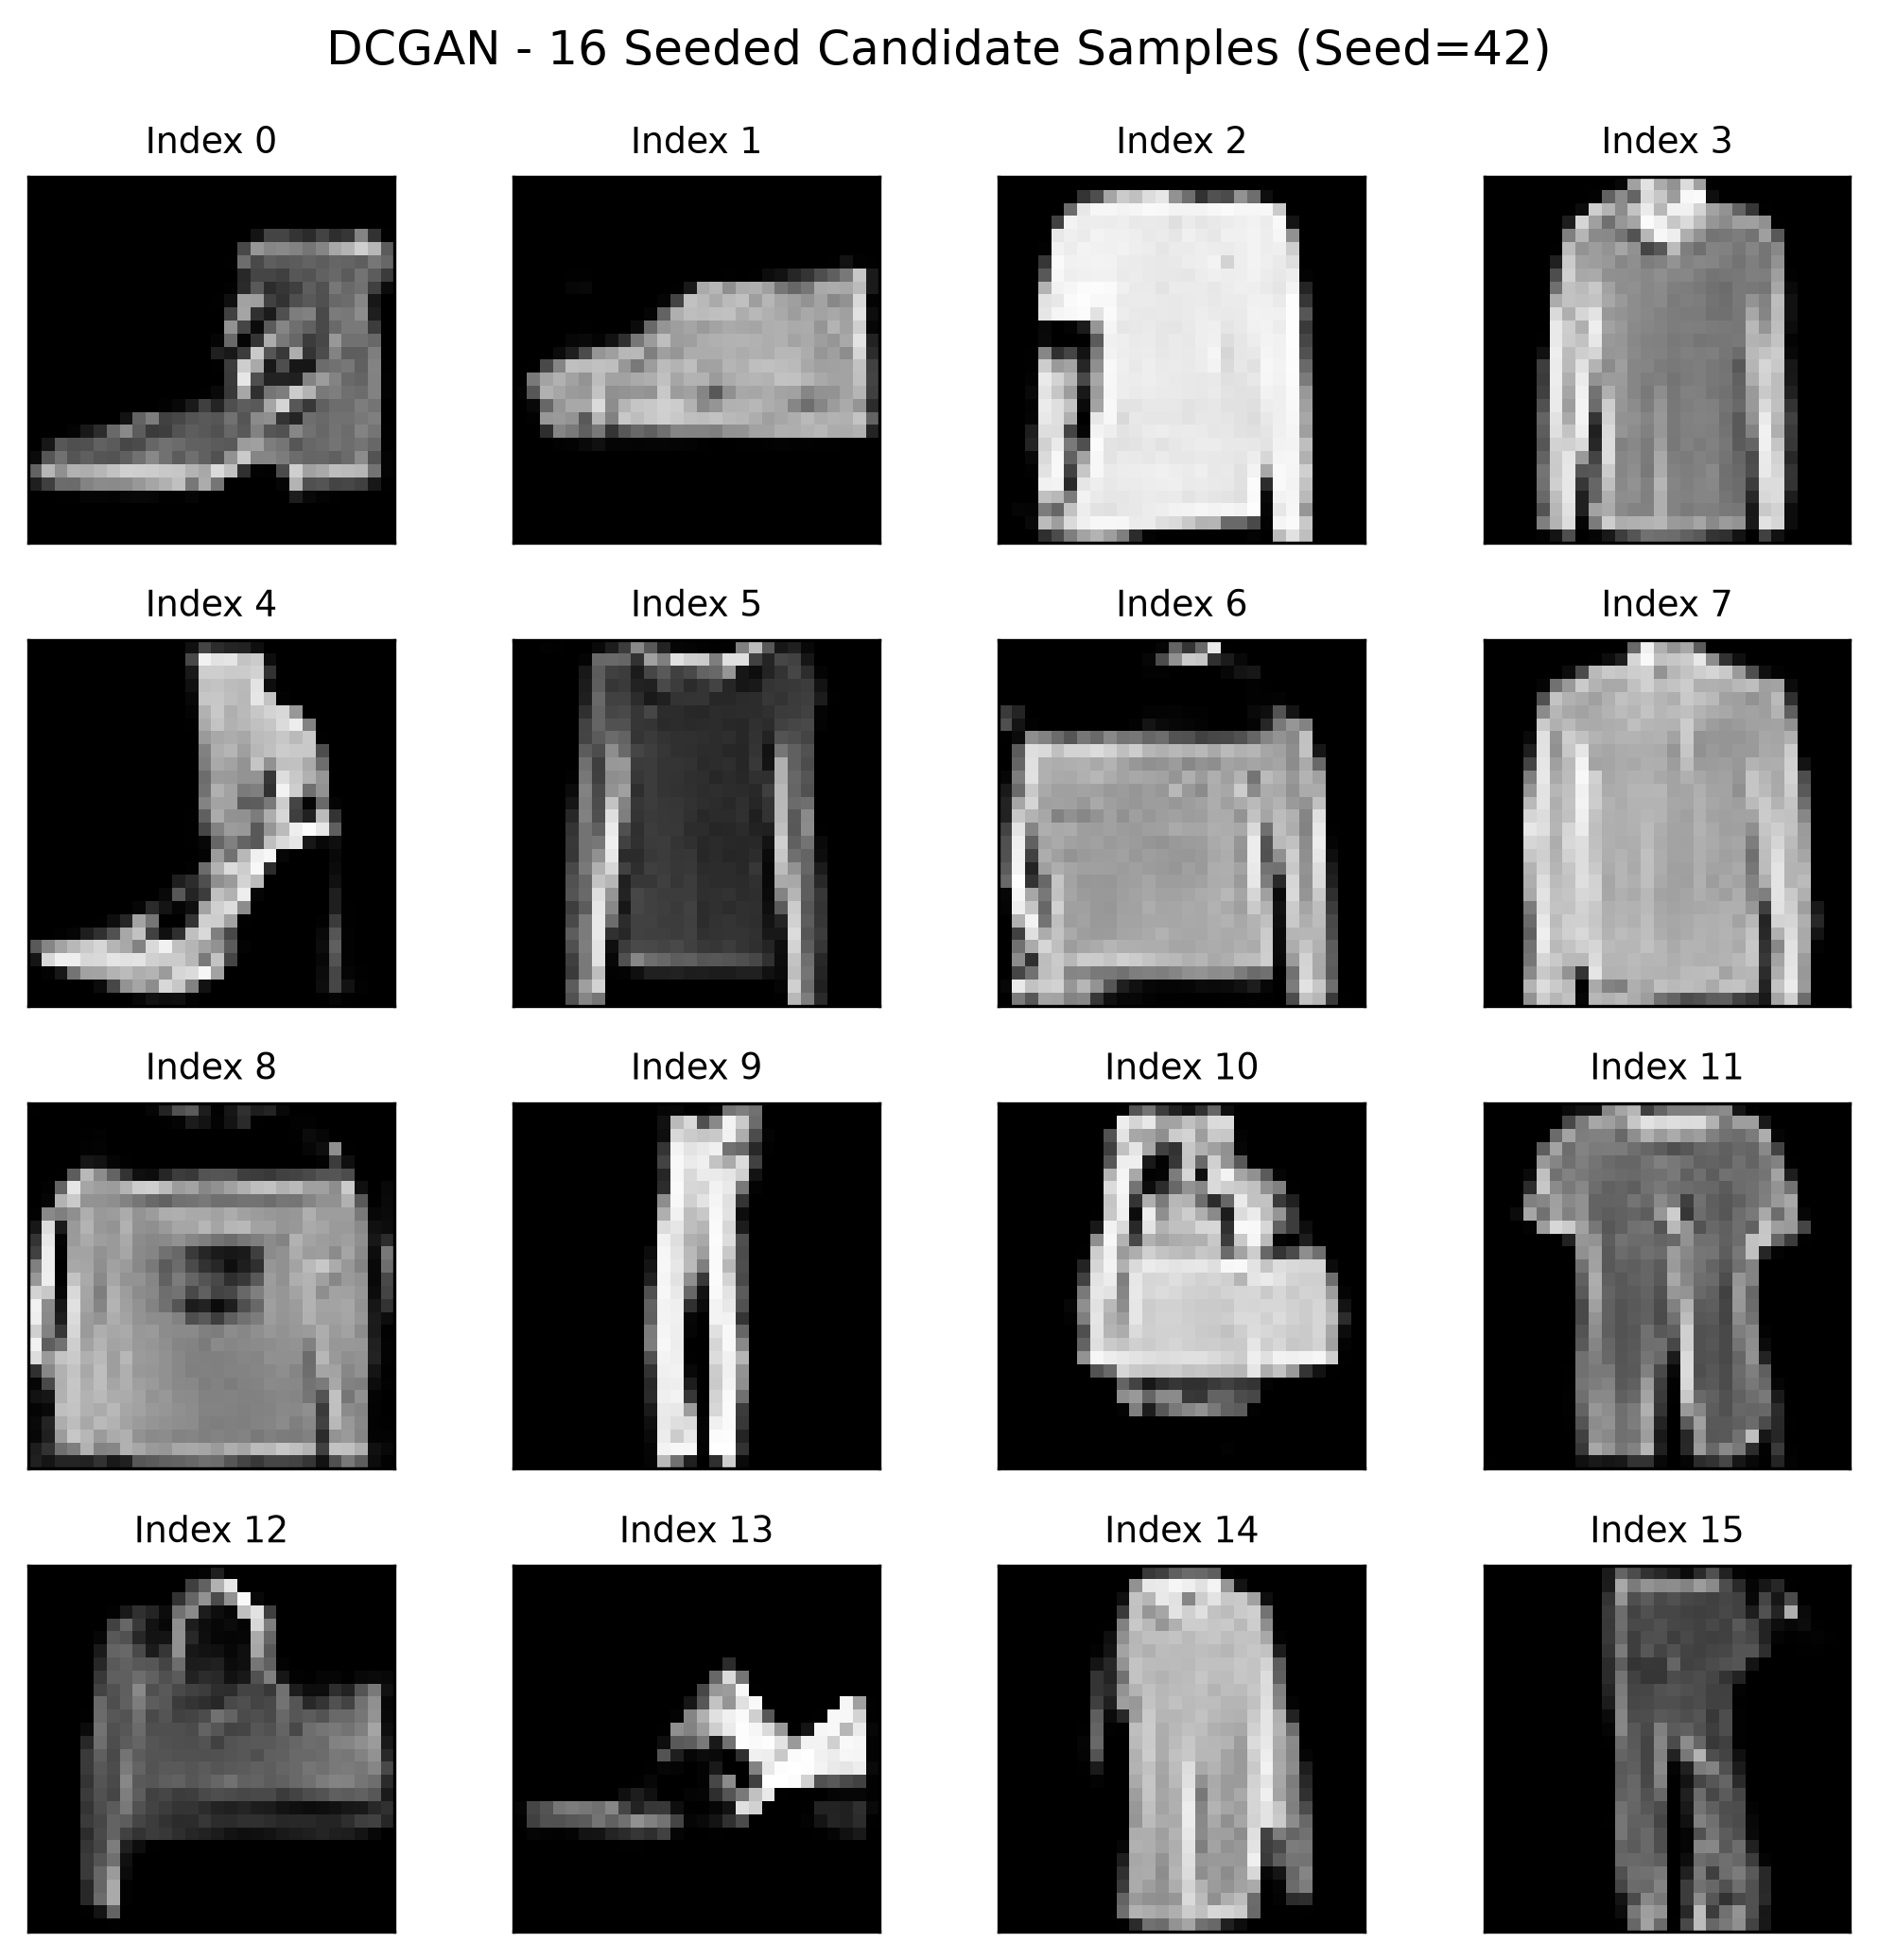 DCGAN - 16 Seeded Candidate Samples (Seed=42)
Index 0
Index 1
Index 2
Index 3
Index 4
Index 5
Index 6
Index 7
Index 8
Index 9
Index 10
Index 11
Index 12
Index 13
Index 14
Index 15